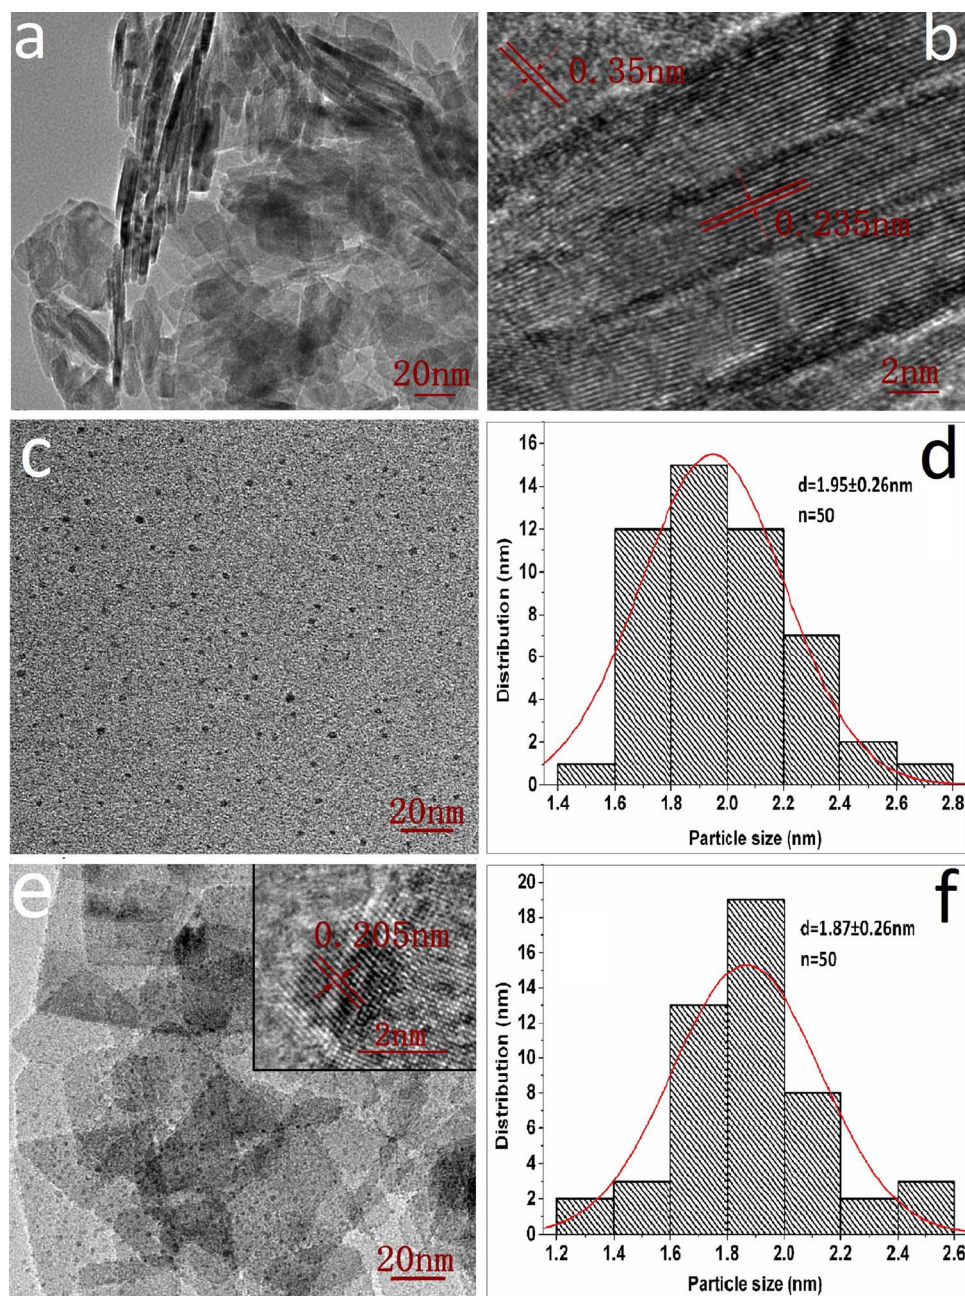 a
20nm
b
0.35nm
0.235nm
2nm
c
20nm
d
d=1.95±0.26nm
n=50
Distribution (nm)
16
14
12
10
8
6
4
2
0
1.4 1.6 1.8 2.0 2.2 2.4 2.6 2.8
Particle size (nm)
e
0.205nm
2nm
20nm
f
d=1.87±0.26nm
n=50
Distribution (nm)
20
18
16
14
12
10
8
6
4
2
0
1.2 1.4 1.6 1.8 2.0 2.2 2.4 2.6
Particle size (nm)